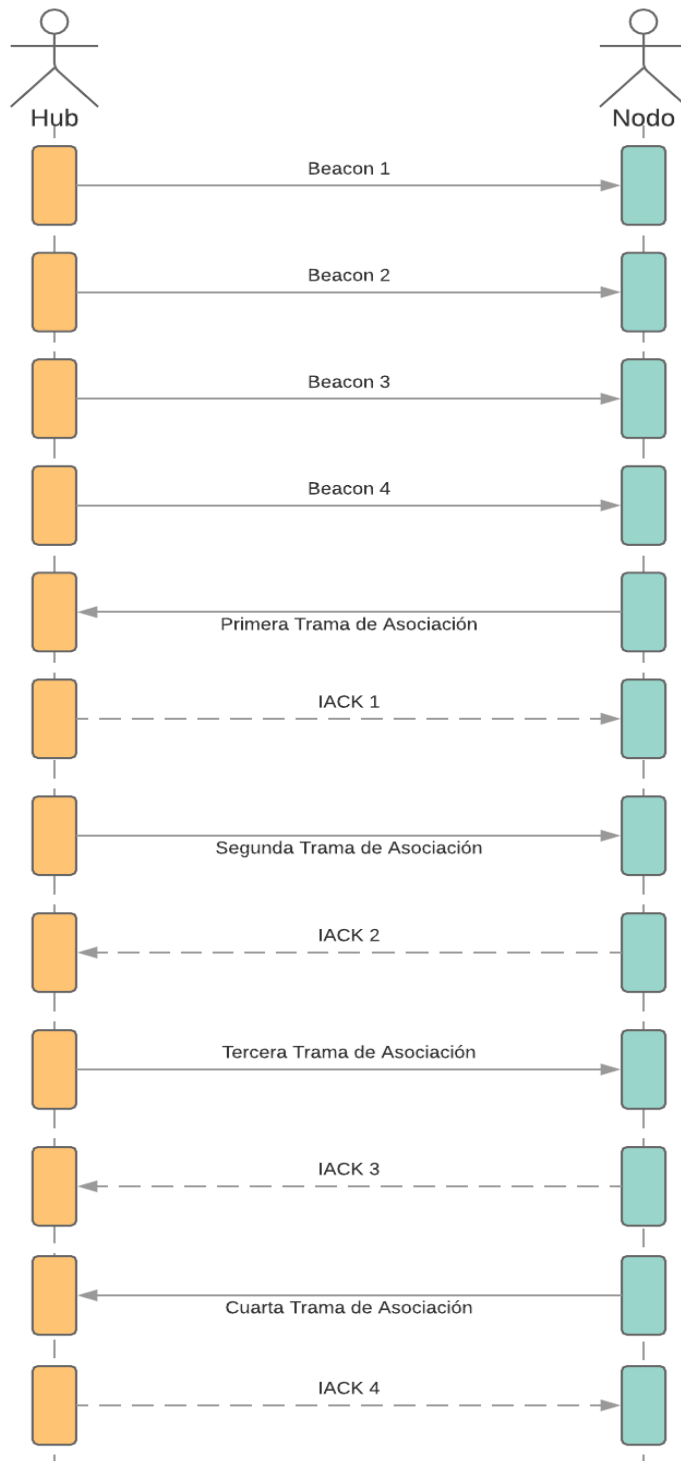 Hub
Nodo
Beacon 1
Beacon 2
Beacon 3
Beacon 4
Primera Trama de Asociación
IACK 1
Segunda Trama de Asociación
IACK 2
Tercera Trama de Asociación
IACK 3
Cuarta Trama de Asociación
IACK 4